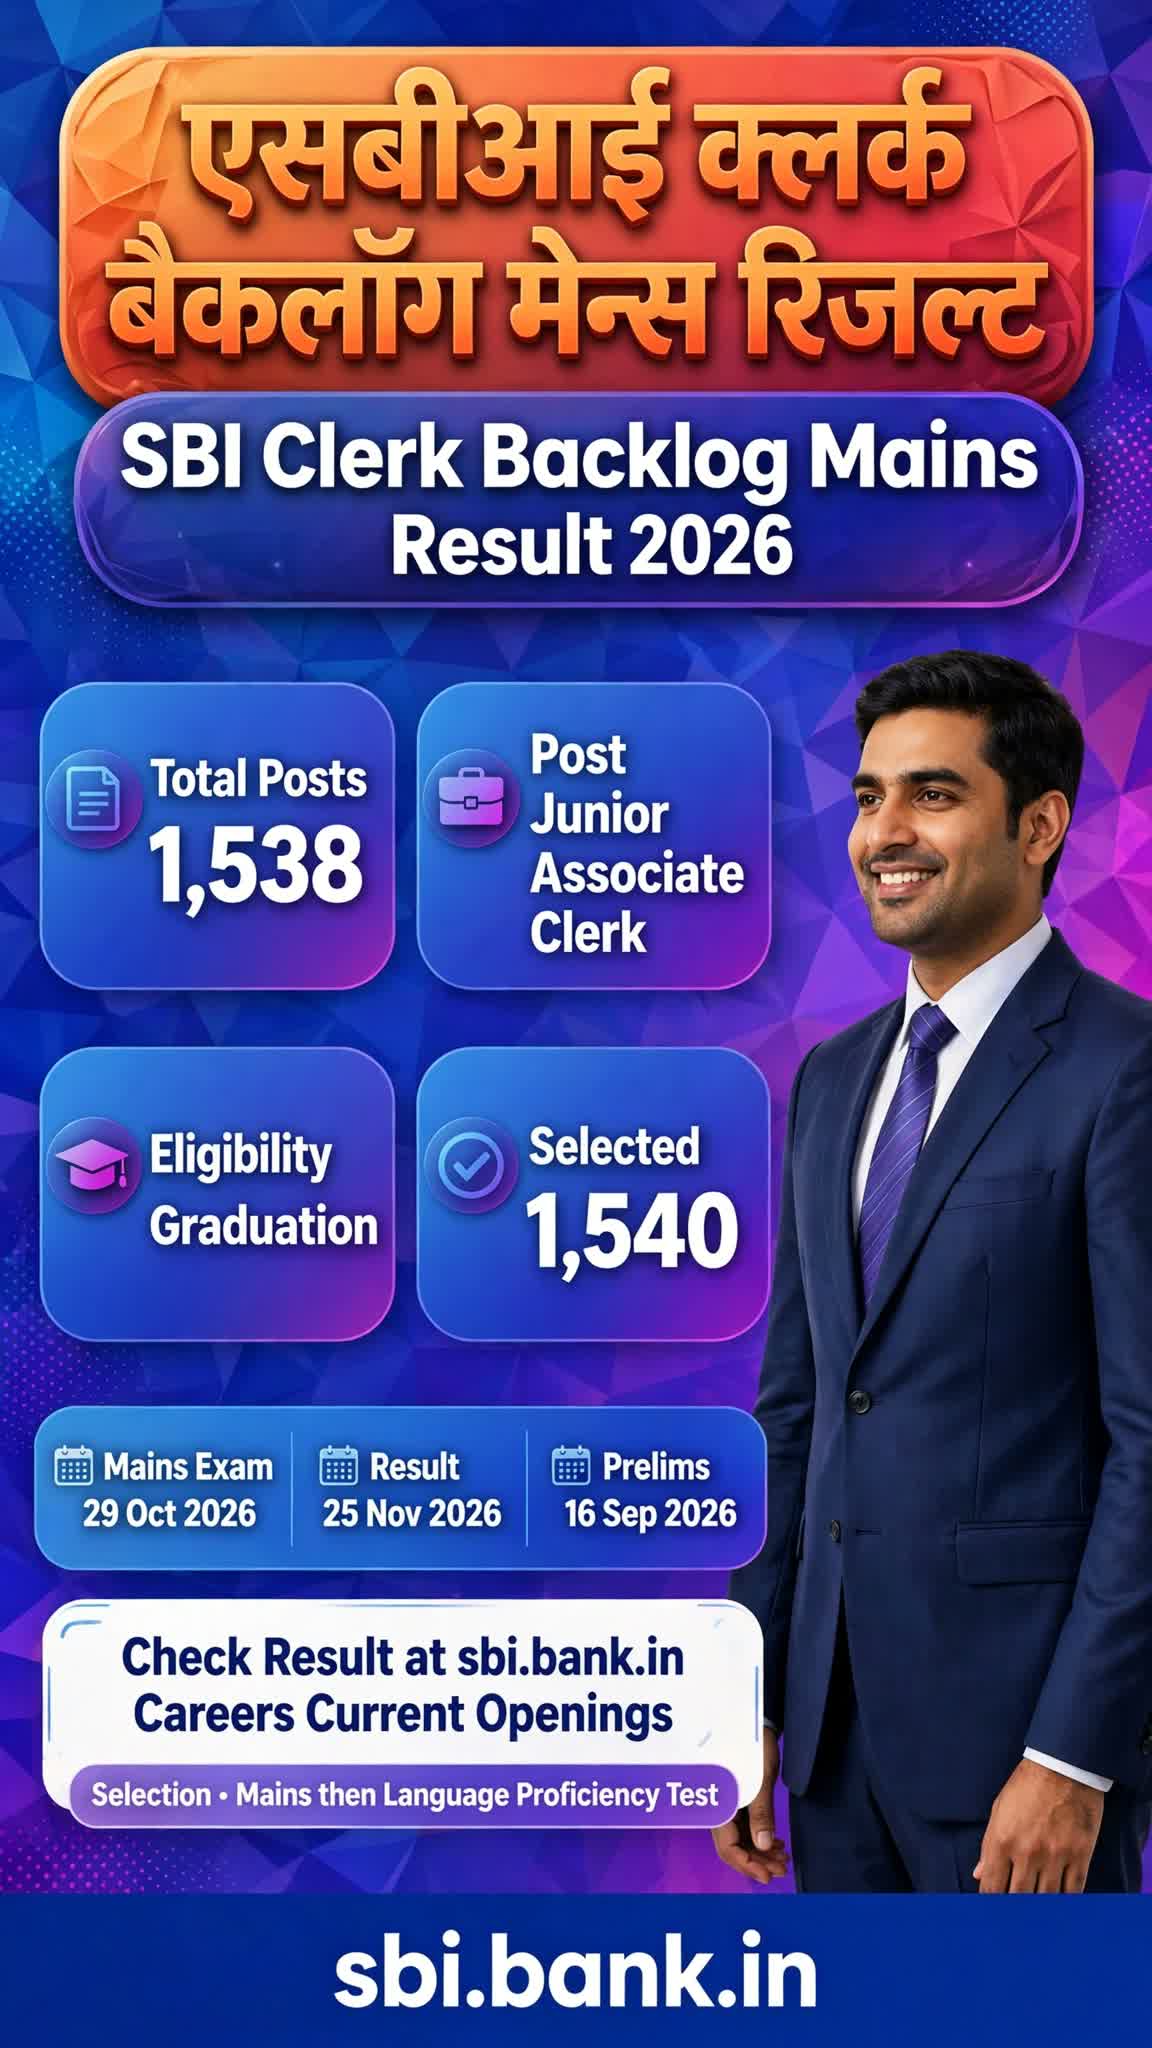 एसबीआई क्लर्क
बैकलॉग मेन्स रिजल्ट
SBI Clerk Backlog Mains
Result 2026
Total Posts
1,538
Post
Junior
Associate
Clerk
Eligibility
Graduation
Selected
1,540
Mains Exam
29 Oct 2026
Result
25 Nov 2026
Prelims
16 Sep 2026
Check Result at sbi.bank.in
Careers Current Openings
Selection • Mains then Language Proficiency Test
sbi.bank.in